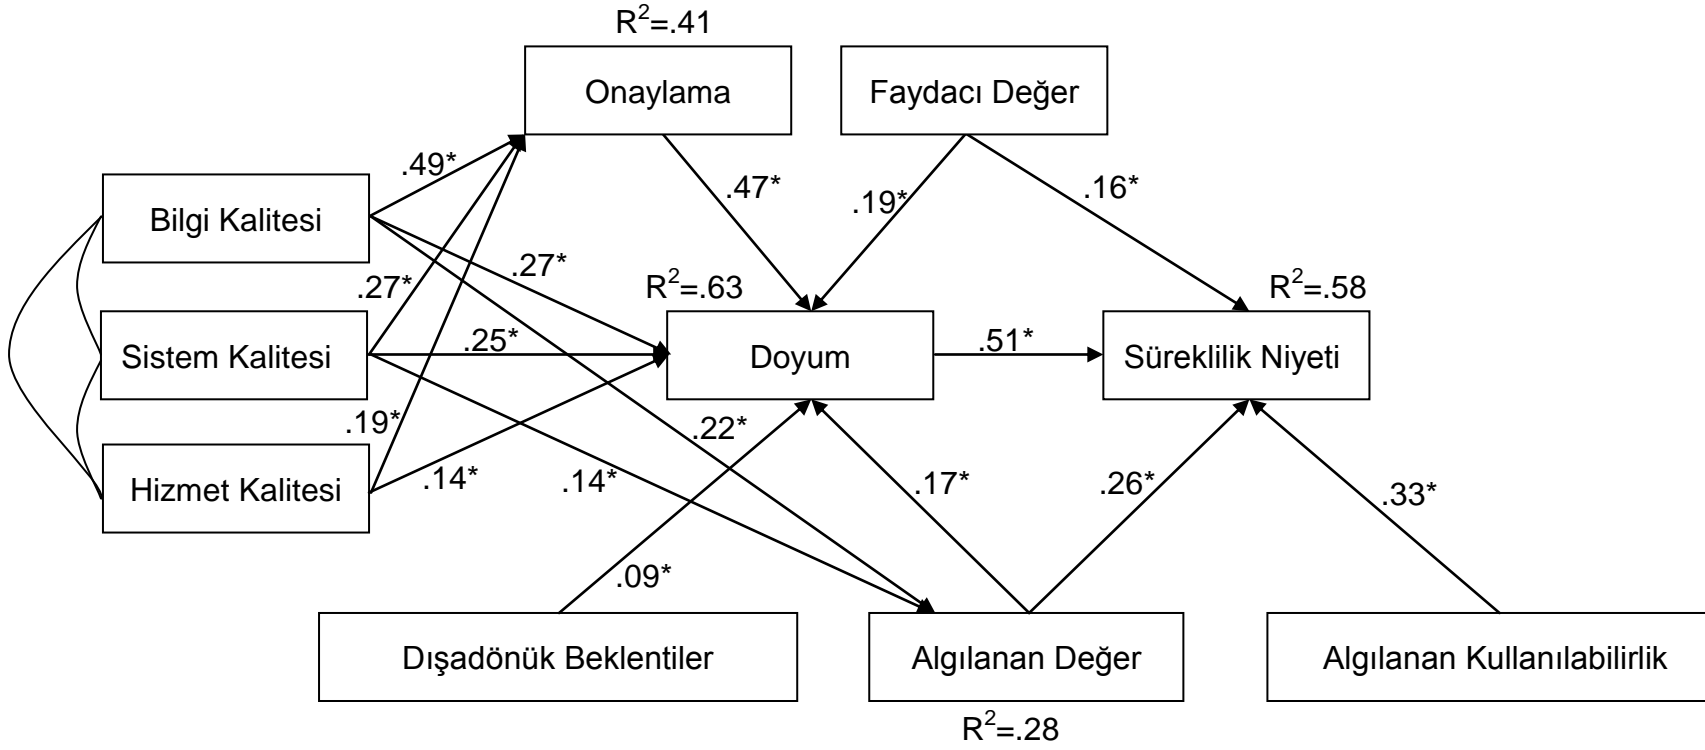 R²=.41
Onaylama
Faydacı Değer
.49*
.47*
.19*
.16*
Bilgi Kalitesi
.27*
.27*
R²=.63
R²=.58
Sistem Kalitesi
.25*
Doyum
.51*
Süreklilik Niyeti
.19*
.22*
Hizmet Kalitesi
.14*
.14*
.17*
.26*
.33*
.09*
Dışadönük Beklentiler
Algılanan Değer
Algılanan Kullanılabilirlik
R²=.28